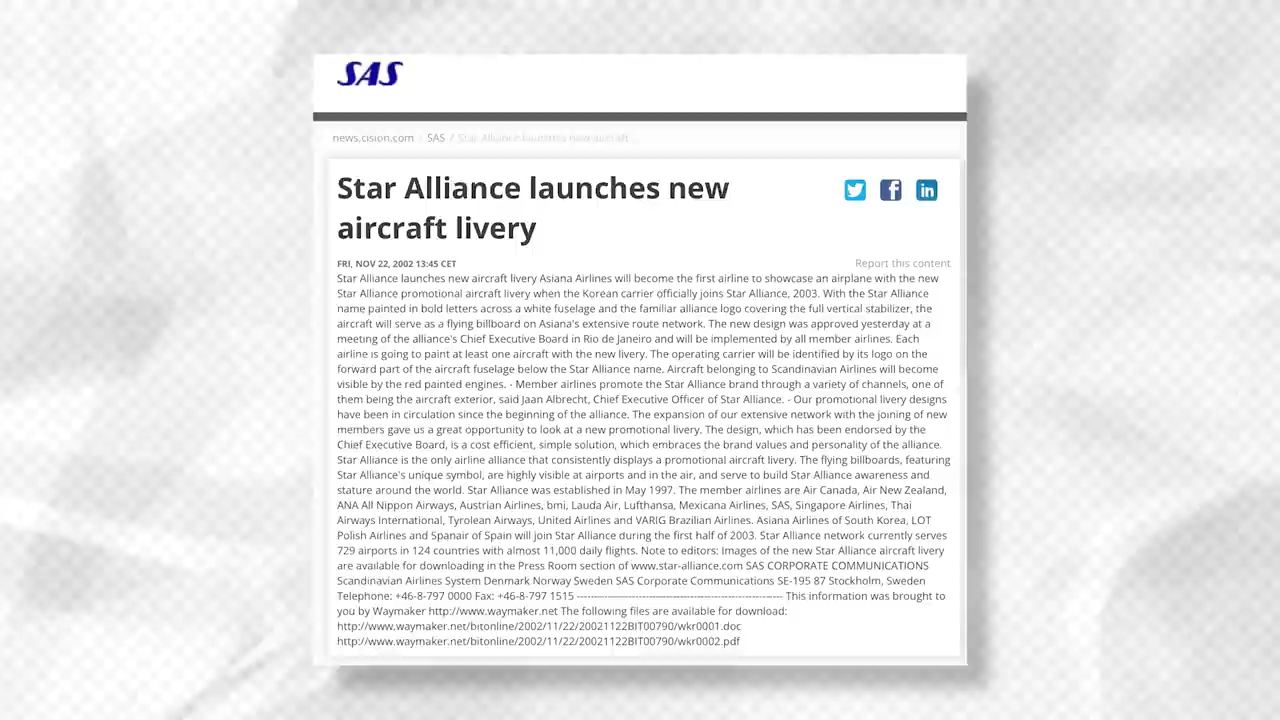 SAS
news.cision.com / SAS / Star Alliance launches new aircraft
Star Alliance launches new
aircraft livery
FRI, NOV 22, 2002 13:45 CET
Report this content
Star Alliance launches new aircraft livery Asiana Airlines will become the first airline to showcase an airplane with the new
Star Alliance promotional aircraft livery when the Korean carrier officially joins Star Alliance, 2003. With the Star Alliance
name painted in bold letters across a white fuselage and the familiar alliance logo covering the full vertical stabilizer, the
aircraft will serve as a flying billboard on Asiana's extensive route network. The new design was approved yesterday at a
meeting of the alliance's Chief Executive Board in Rio de Janeiro and will be implemented by all member airlines. Each
airline is going to paint at least one aircraft with the new livery. The operating carrier will be identified by its logo on the
forward part of the aircraft fuselage below the Star Alliance name. Aircraft belonging to Scandinavian Airlines will become
visible by the red painted engines. - Member airlines promote the Star Alliance brand through a variety of channels, one of
them being the aircraft exterior, said Jaan Albrecht, Chief Executive Officer of Star Alliance. - Our promotional livery designs
have been in circulation since the beginning of the alliance. The expansion of our extensive network with the joining of new
members gave us a great opportunity to look at a new promotional livery. The design, which has been endorsed by the
Chief Executive Board, is a cost efficient, simple solution, which embraces the brand values and personality of the alliance.
Star Alliance is the only airline alliance that consistently displays a promotional aircraft livery. The flying billboards, featuring
Star Alliance's unique symbol, are highly visible at airports and in the air, and serve to build Star Alliance awareness and
stature around the world. Star Alliance was established in May 1997. The member airlines are Air Canada, Air New Zealand,
ANA All Nippon Airways, Austrian Airlines, bmi, Lauda Air, Lufthansa, Mexicana Airlines, SAS, Singapore Airlines, Thai
Airways International, Tyrolean Airways, United Airlines and VARIG Brazilian Airlines. Asiana Airlines of South Korea, LOT
Polish Airlines and Spanair of Spain will join Star Alliance during the first half of 2003. Star Alliance network currently serves
729 airports in 124 countries with almost 11,000 daily flights. Note to editors: Images of the new Star Alliance aircraft livery
are available for downloading in the Press Room section of www.star-alliance.com SAS CORPORATE COMMUNICATIONS
Scandinavian Airlines System Denmark Norway Sweden SAS Corporate Communications SE-195 87 Stockholm, Sweden
Telephone: +46-8-797 0000 Fax: +46-8-797 1515 ------------------------------------------------------------ This information was brought to
you by Waymaker http://www.waymaker.net The following files are available for download:
http://www.waymaker.net/bitonline/2002/11/22/20021122BIT00790/wkr0001.doc
http://www.waymaker.net/bitonline/2002/11/22/20021122BIT00790/wkr0002.pdf